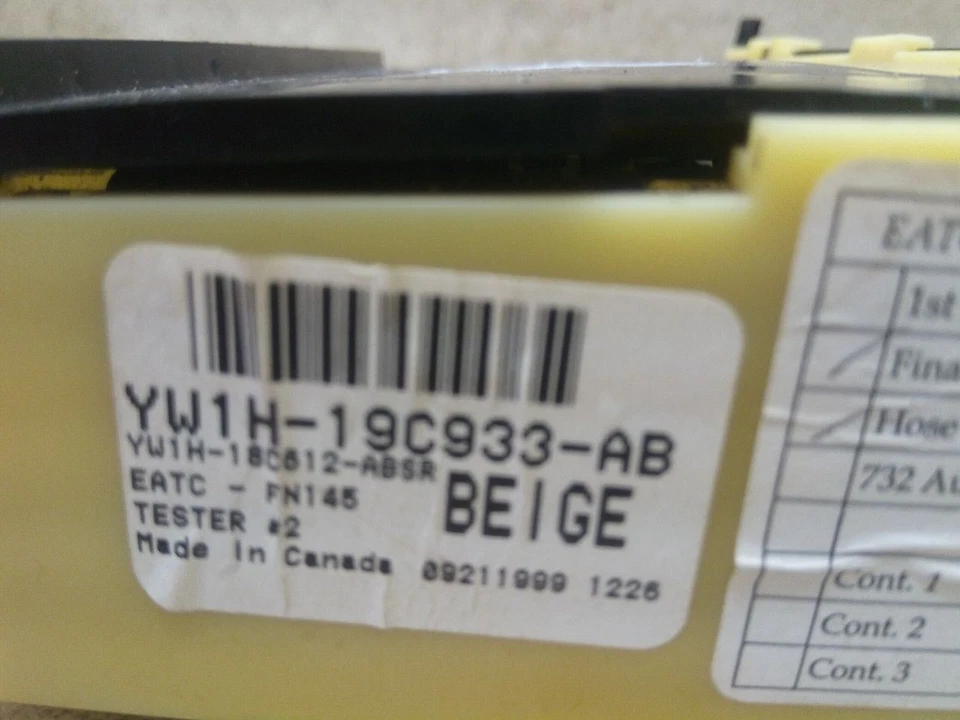 YW1H-19C933-AB
YW1H-18C612-ABSR
EATC - FN145
BEIGE
TESTER #2
Made In Canada 09211999 1226
EATC
1st
Fina
Hose
732 Au
Cont. 1
Cont. 2
Cont. 3